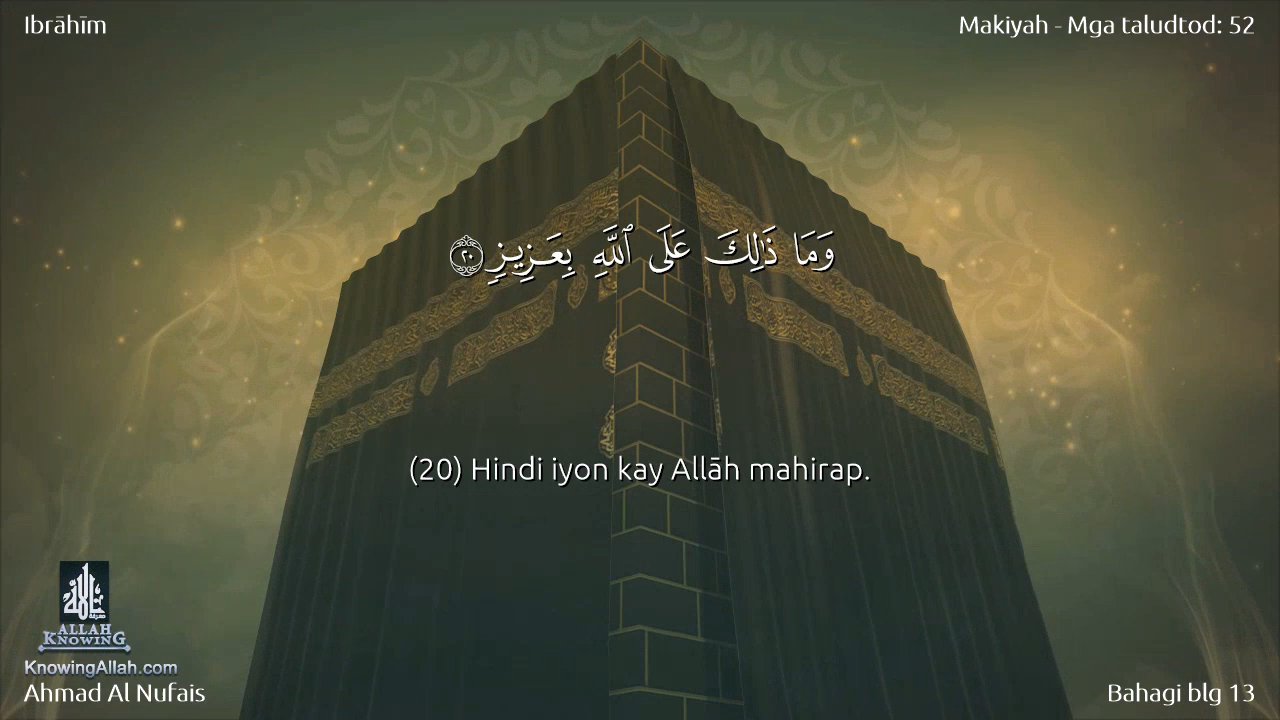 Ibrāhīm
Makiyah - Mga taludtod: 52
وَمَا ذَٰلِكَ عَلَى ٱللَّهِ بِعَزِيزٍ ٢٠
(20) Hindi iyon kay Allāh mahirap.
ALLAH
KNOWING
KnowingAllah.com
Ahmad Al Nufais
Bahagi blg 13